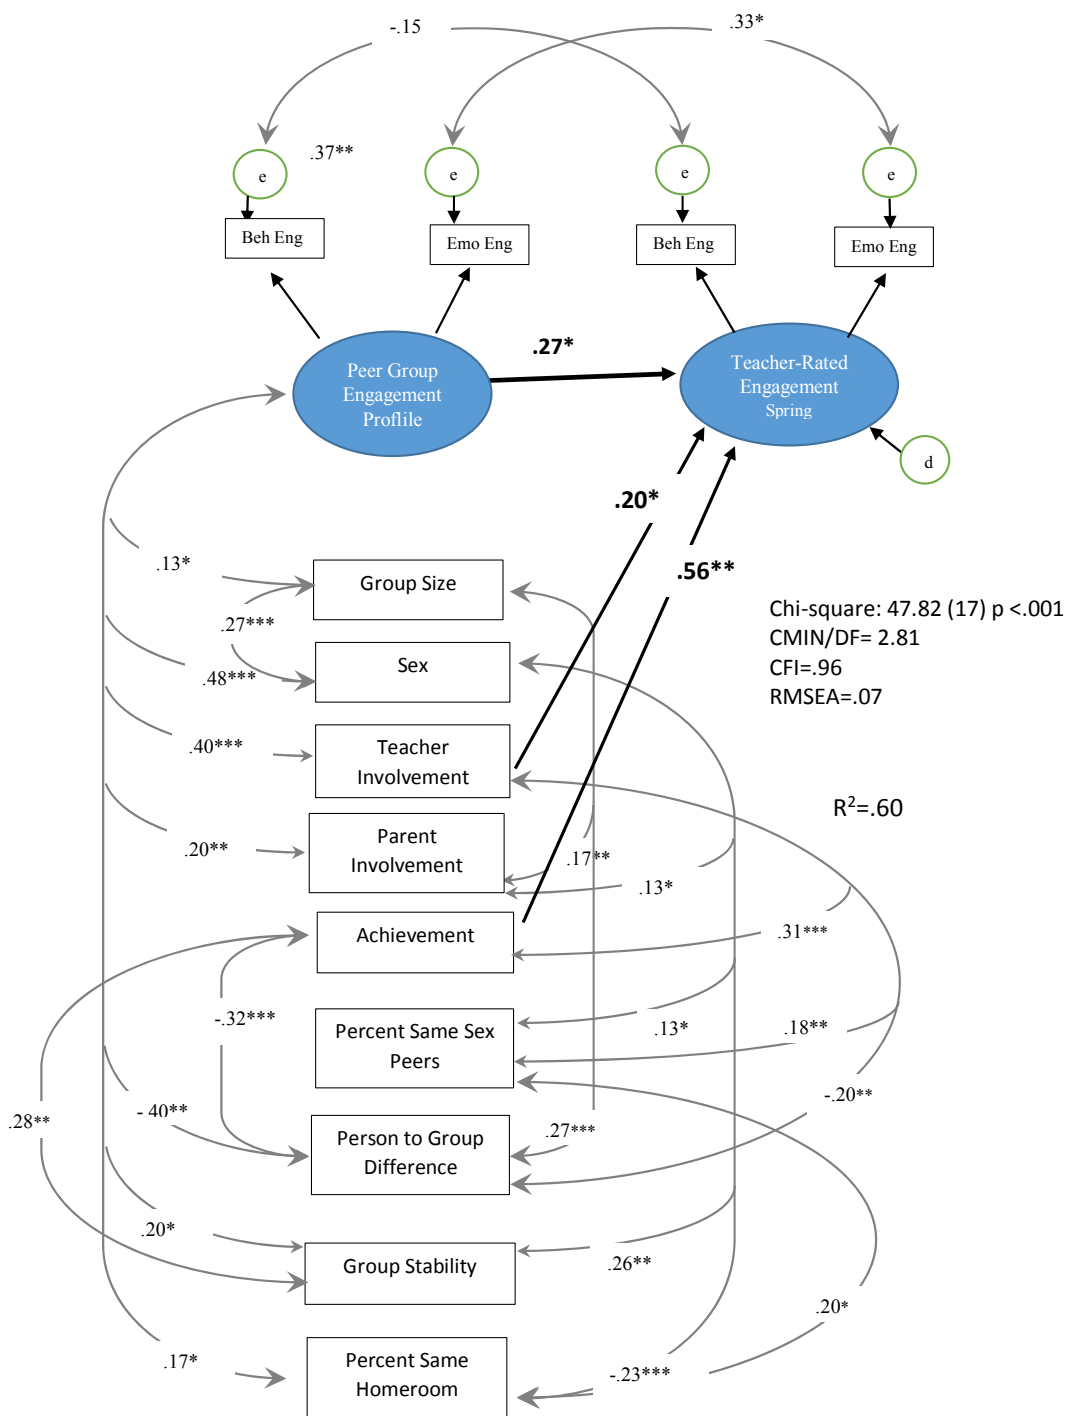 -.15
.33*
.37**
e
e
e
e
Beh Eng
Emo Eng
Beh Eng
Emo Eng
.27*
Peer Group
Engagement
Proflile
Teacher-Rated
Engagement
Spring
d
.20*
.56**
.13*
Group Size
.27***
Sex
.48***
Chi-square: 47.82 (17) p <.001
CMIN/DF= 2.81
CFI=.96
RMSEA=.07
.40***
Teacher
Involvement
R²=.60
.20**
Parent
Involvement
.17**
.13*
Achievement
.31***
-.32***
Percent Same Sex
Peers
.13*
.18**
-.20**
.28**
-.40**
Person to Group
Difference
.27***
.20*
Group Stability
.26**
.20*
.17*
Percent Same
Homeroom
-.23***